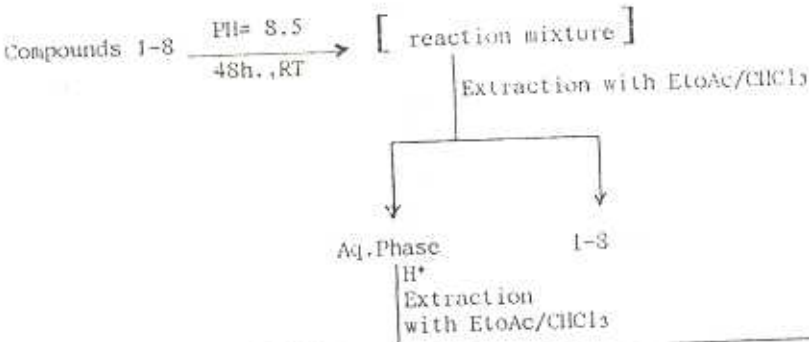 Compounds 1-8 PH= 8.5 [ reaction mixture ]
48h.,RT
Extraction with EtoAc/CHCl3
Aq.Phase 1-8
H+
Extraction
with EtoAc/CHCl3